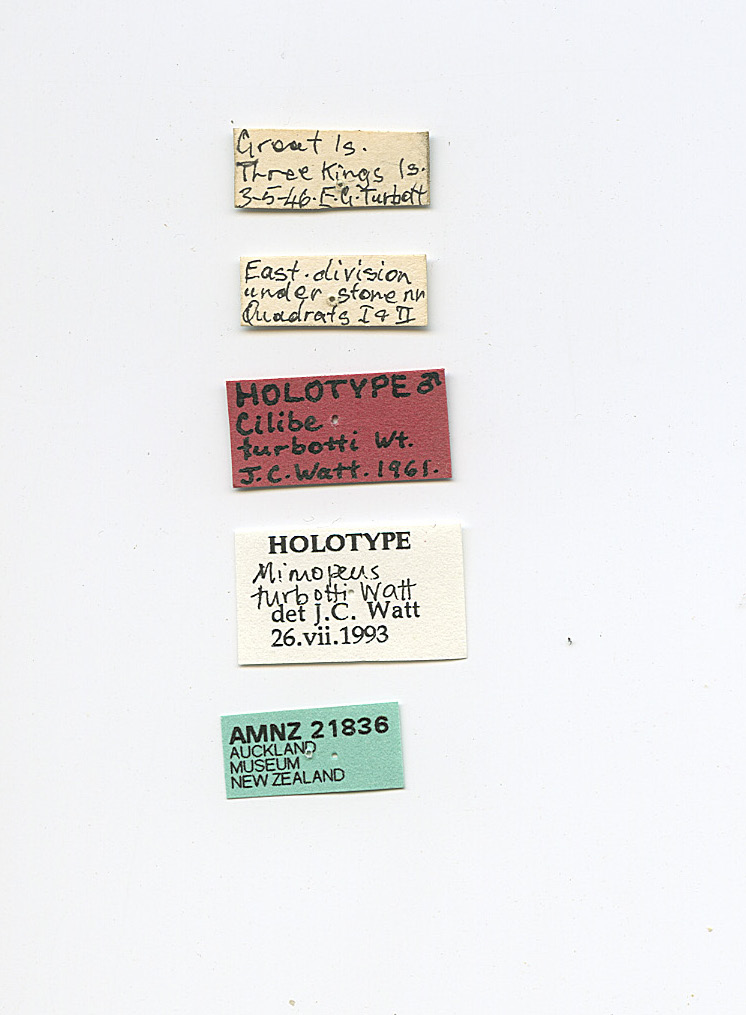 Great Is.
Three Kings Is.
3-5-46. E.G. Turbott
East. division
under stone nr
Quadrats I & II
HOLOTYPE ♂
Cilibe
turbotti Wt.
J.C. Watt. 1961.
HOLOTYPE
Mimopeus
turbotti Watt
det J.C. Watt
26.vii.1993
AMNZ 21836
AUCKLAND
MUSEUM
NEW ZEALAND